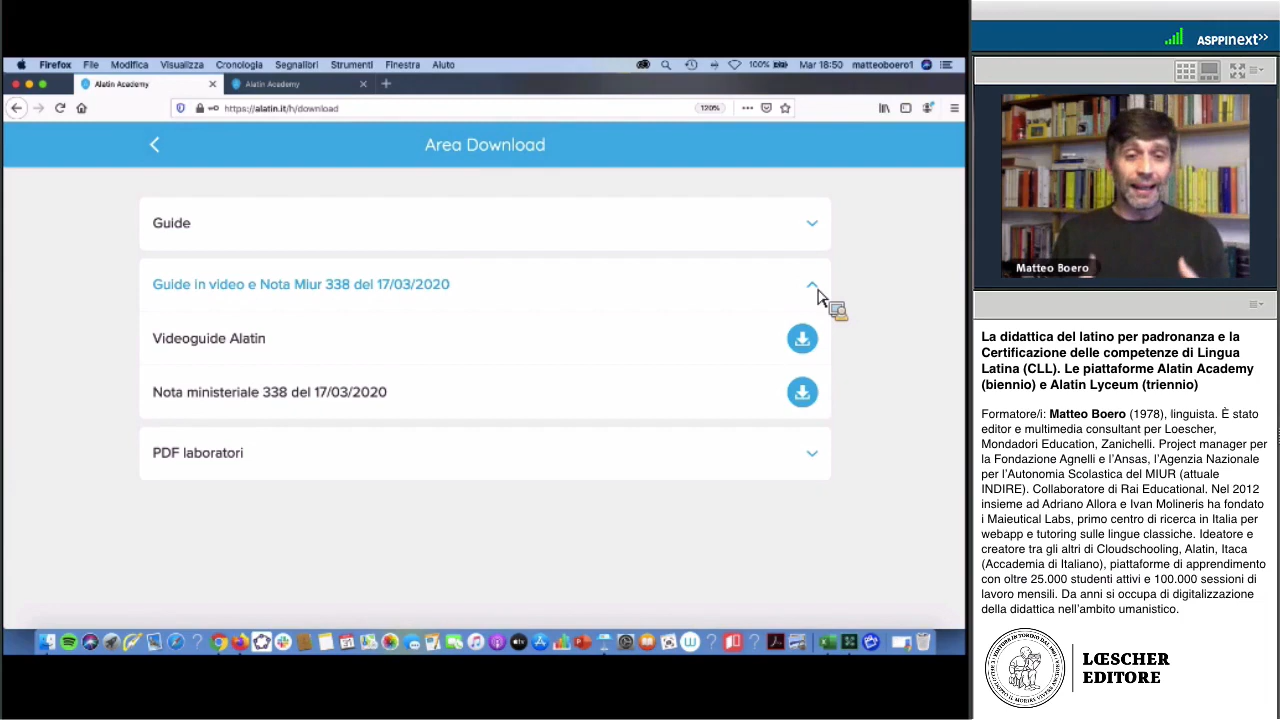 Firefox File Modifica Visualizza Cronologia Segnalibri Strumenti Finestra Aiuto
100% Mar 18:50 matteoboero1
Alatin Academy
Alatin Academy
https://alatin.it/h/download
120%
Area Download
Guide
Guide in video e Nota Miur 338 del 17/03/2020
Videoguide Alatin
Nota ministeriale 338 del 17/03/2020
PDF laboratori
ASPPInext>>
Matteo Boero
La didattica del latino per padronanza e la
Certificazione delle competenze di Lingua
Latina (CLL). Le piattaforme Alatin Academy
(biennio) e Alatin Lyceum (triennio)
Formatore/i: Matteo Boero (1978), linguista. È stato
editor e multimedia consultant per Loescher,
Mondadori Education, Zanichelli. Project manager per
la Fondazione Agnelli e l'Ansas, l'Agenzia Nazionale
per l'Autonomia Scolastica del MIUR (attuale
INDIRE). Collaboratore di Rai Educational. Nel 2012
insieme ad Adriano Allora e Ivan Molineris ha fondato
i Maieutical Labs, primo centro di ricerca in Italia per
webapp e tutoring sulle lingue classiche. Ideatore e
creatore tra gli altri di Cloudschooling, Alatin, Itaca
(Accademia di Italiano), piattaforme di apprendimento
con oltre 25.000 studenti attivi e 100.000 sessioni di
lavoro mensili. Da anni si occupa di digitalizzazione
della didattica nell'ambito umanistico.
LŒSCHER
EDITORE